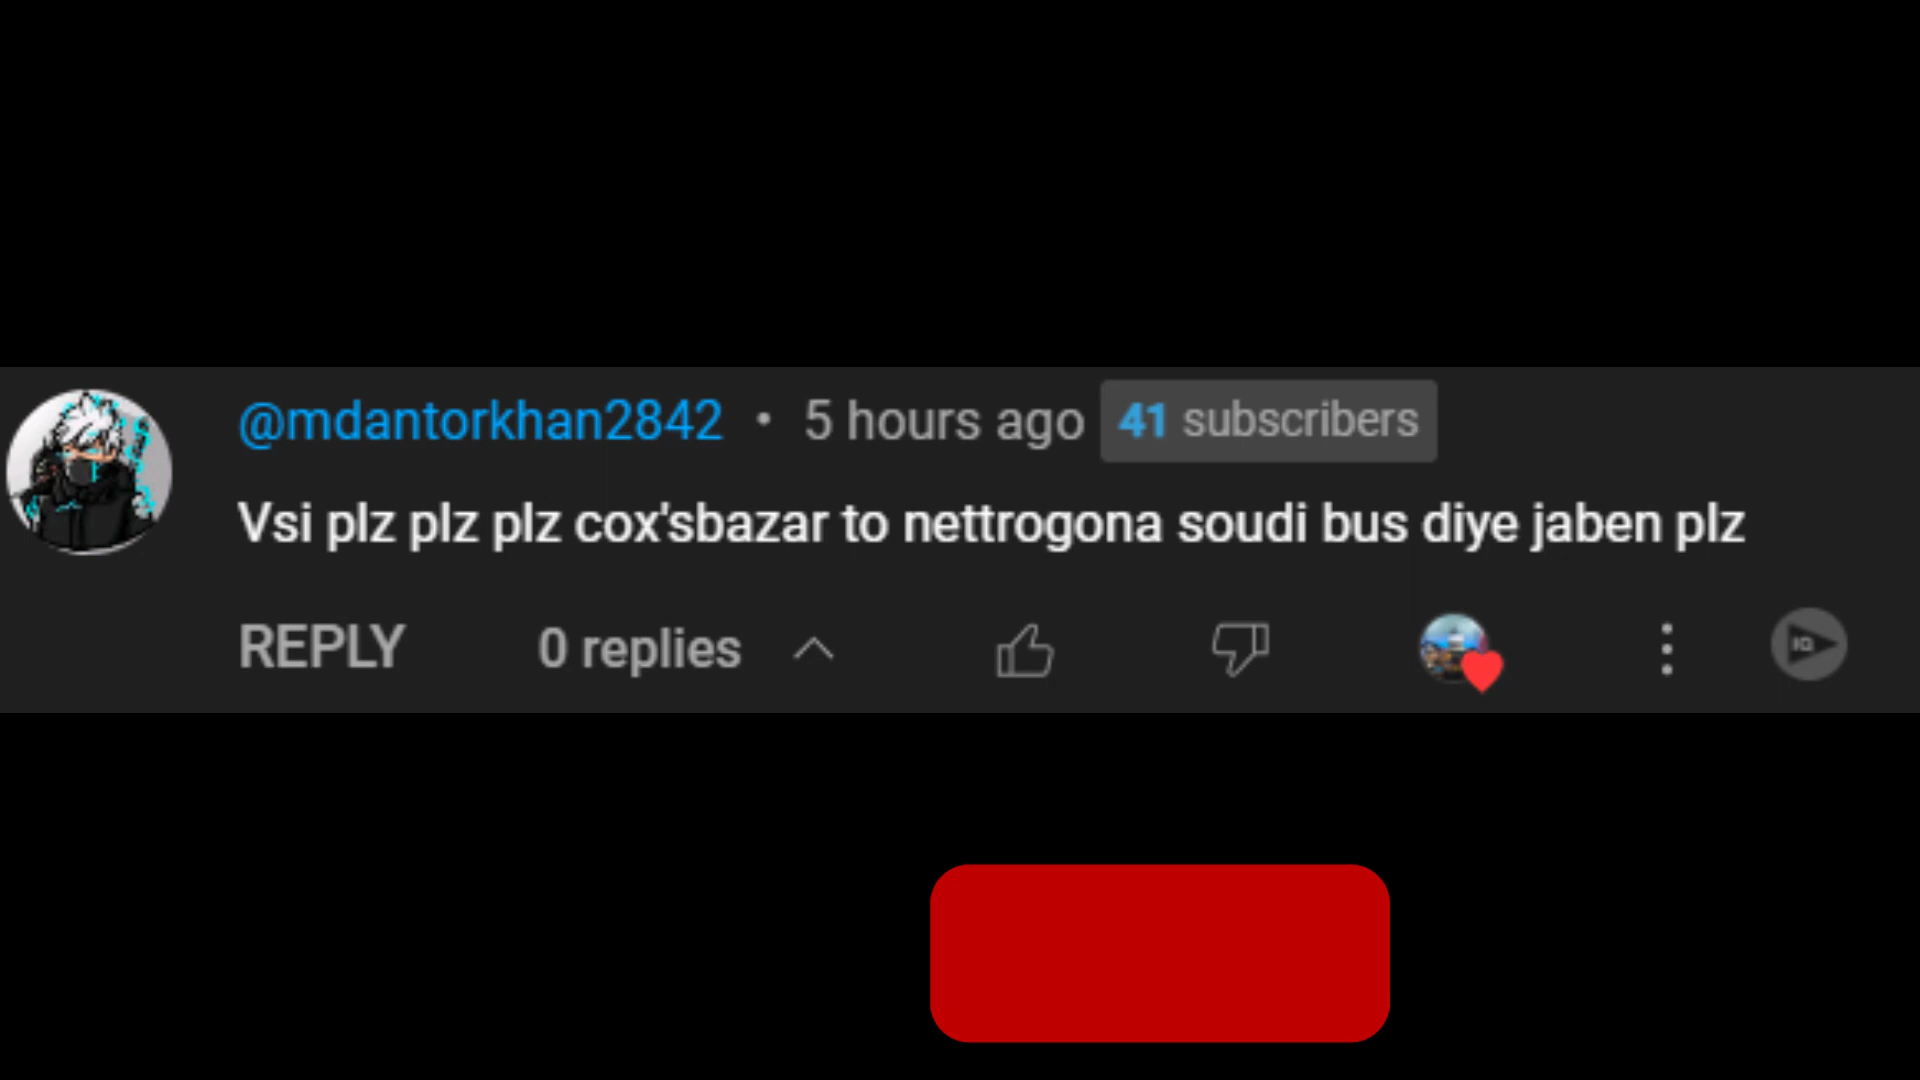 @mdantorkhan2842 • 5 hours ago 41 subscribers
Vsi plz plz plz cox'sbazar to nettrogona soudi bus diye jaben plz
REPLY 0 replies
IQ